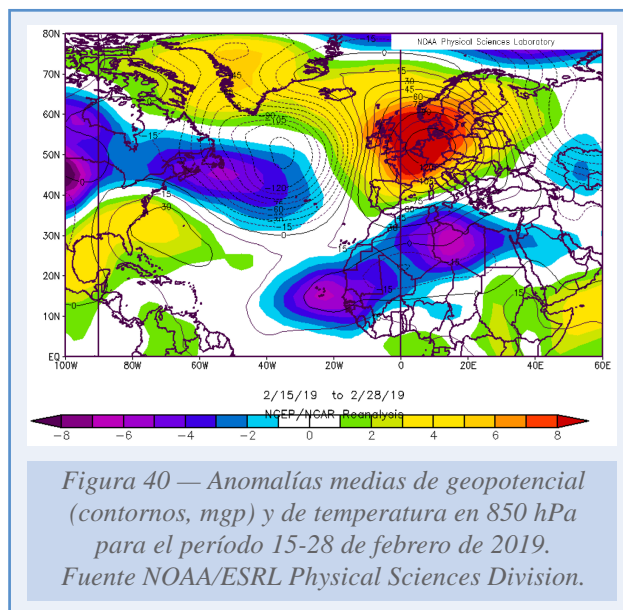 NOAA Physical Sciences Laboratory
80N
70N
60N
50N
40N
30N
20N
10N
EQ
100W
80W
60W
40W
20W
0
20E
40E
60E
2/15/19 to 2/28/19
NCEP/NCAR Reanalysis
-8 -6 -4 -2 0 2 4 6 8
Figura 40 — Anomalías medias de geopotencial
(contornos, mgp) y de temperatura en 850 hPa
para el período 15-28 de febrero de 2019.
Fuente NOAA/ESRL Physical Sciences Division.